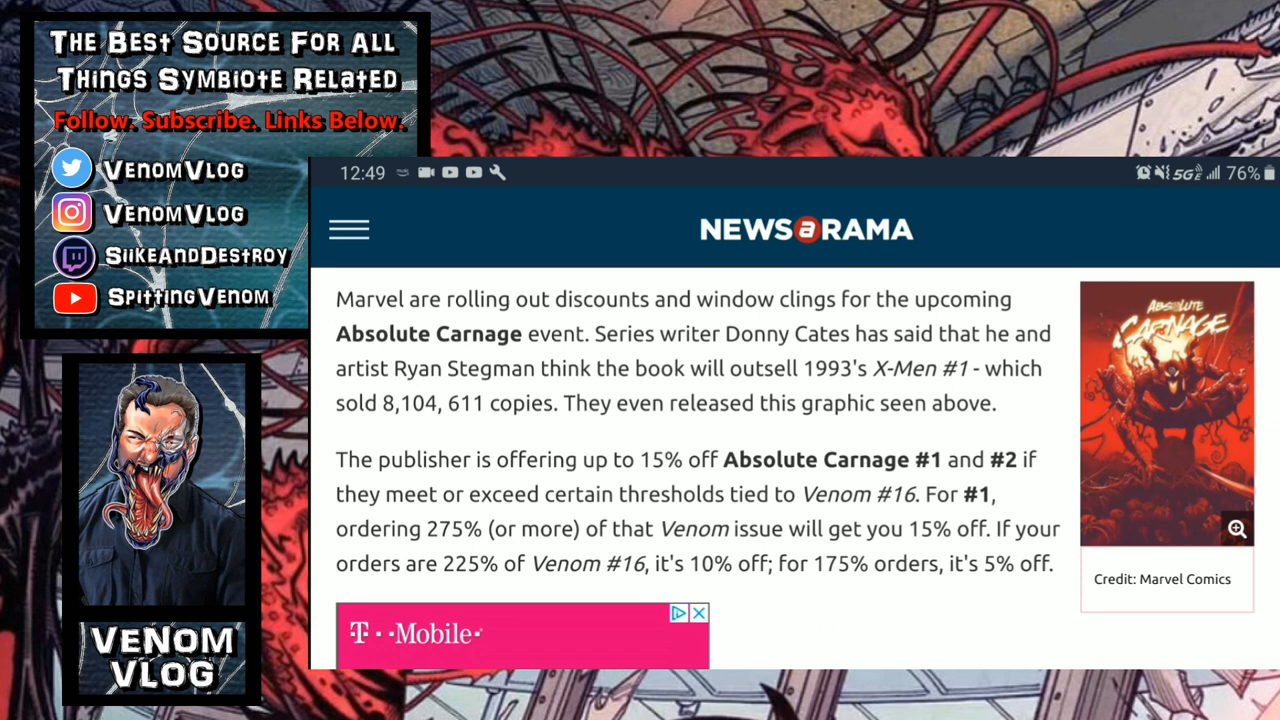 THE BEST SOURCE FOR ALL
THINGS SYMBIOTE RELATED
Follow. Subscribe. Links Below.
VENOMVLOG
VENOMVLOG
SIIKEANDDESTROY
SPITTINGVENOM
VENOM
VLOG
12:49
5GE
76%
NEWSaRAMA
Marvel are rolling out discounts and window clings for the upcoming
Absolute Carnage event. Series writer Donny Cates has said that he and
artist Ryan Stegman think the book will outsell 1993's X-Men #1 - which
sold 8,104, 611 copies. They even released this graphic seen above.
The publisher is offering up to 15% off Absolute Carnage #1 and #2 if
they meet or exceed certain thresholds tied to Venom #16. For #1,
ordering 275% (or more) of that Venom issue will get you 15% off. If your
orders are 225% of Venom #16, it's 10% off; for 175% orders, it's 5% off.
ABSOLUTE
CARNAGE
Credit: Marvel Comics
T··Mobile·